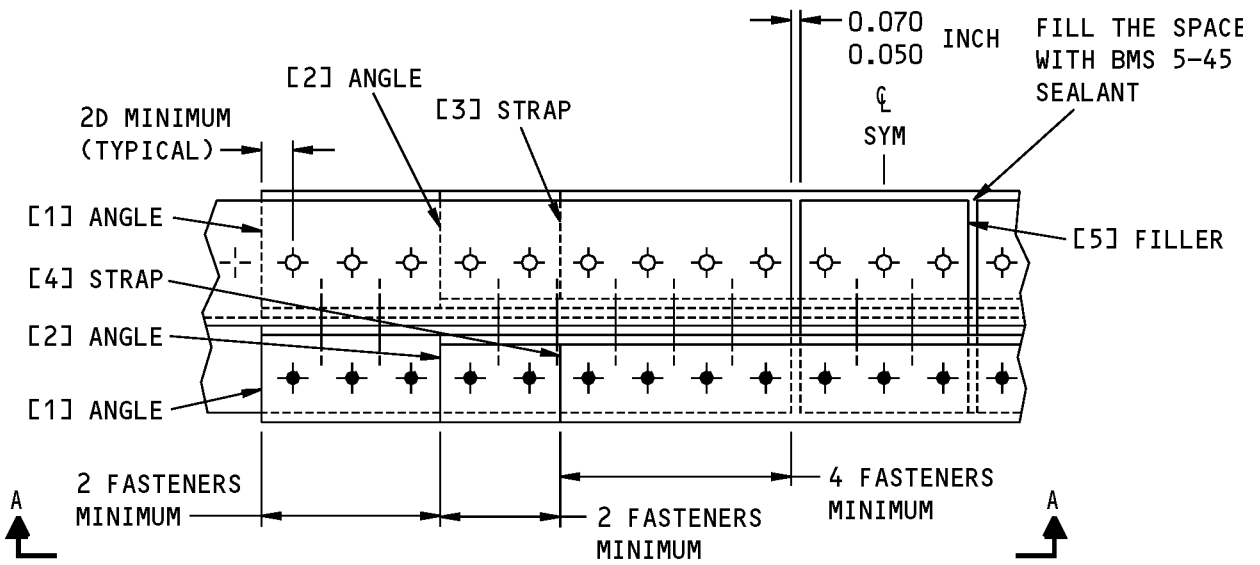 0.070
0.050 INCH
FILL THE SPACE
WITH BMS 5-45
SEALANT
[2] ANGLE
[3] STRAP
℄
SYM
2D MINIMUM
(TYPICAL)
[1] ANGLE
[5] FILLER
[4] STRAP
[2] ANGLE
[1] ANGLE
2 FASTENERS
MINIMUM
4 FASTENERS
MINIMUM
2 FASTENERS
MINIMUM
A
A